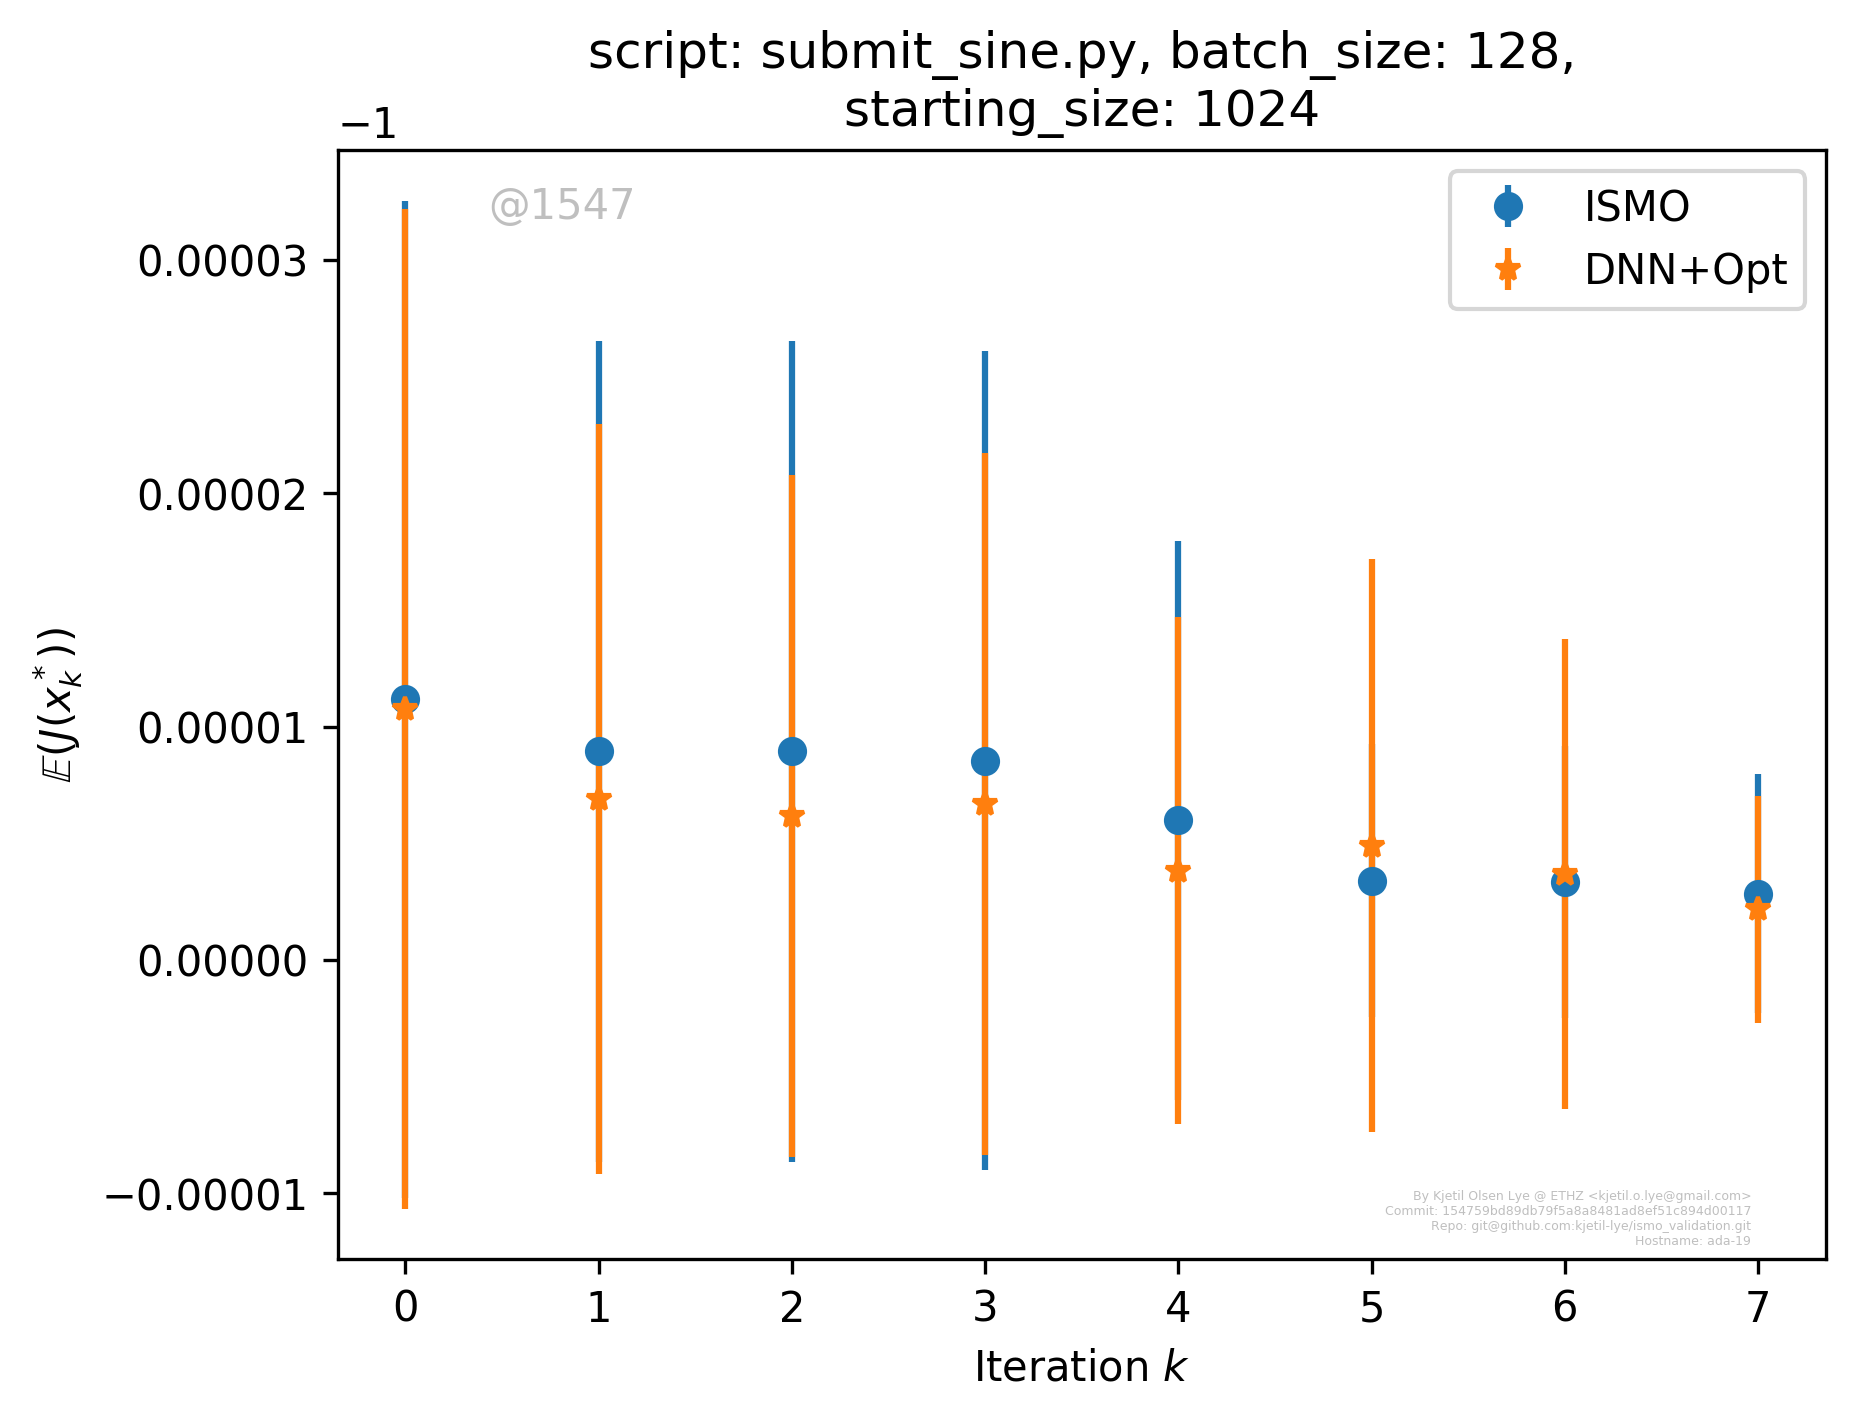 script: submit_sine.py, batch_size: 128,
starting_size: 1024
−1
@1547
ISMO
DNN+Opt
0.00003
0.00002
0.00001
0.00000
−0.00001
𝔼(J(x*ₖ))
0 1 2 3 4 5 6 7
Iteration k
By Kjetil Olsen Lye @ ETHZ <kjetil.o.lye@gmail.com>
Commit: 154759bd89db79f5a8a8481ad8ef51c894d00117
Repo: git@github.com:kjetil-lye/ismo_validation.git
Hostname: ada-19